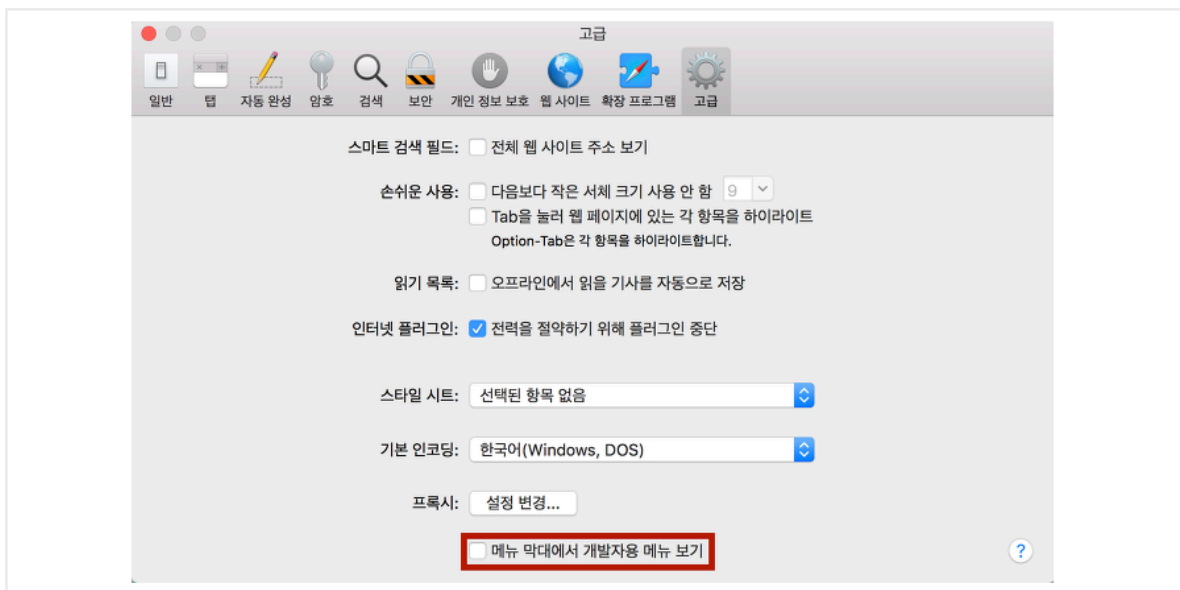 고급
일반 탭 자동 완성 암호 검색 보안 개인 정보 보호 웹 사이트 확장 프로그램 고급
스마트 검색 필드: 전체 웹 사이트 주소 보기
손쉬운 사용: 다음보다 작은 서체 크기 사용 안 함 9
Tab을 눌러 웹 페이지에 있는 각 항목을 하이라이트
Option-Tab은 각 항목을 하이라이트합니다.
읽기 목록: 오프라인에서 읽을 기사를 자동으로 저장
인터넷 플러그인: 전력을 절약하기 위해 플러그인 중단
스타일 시트: 선택된 항목 없음
기본 인코딩: 한국어(Windows, DOS)
프록시: 설정 변경...
메뉴 막대에서 개발자용 메뉴 보기 ?